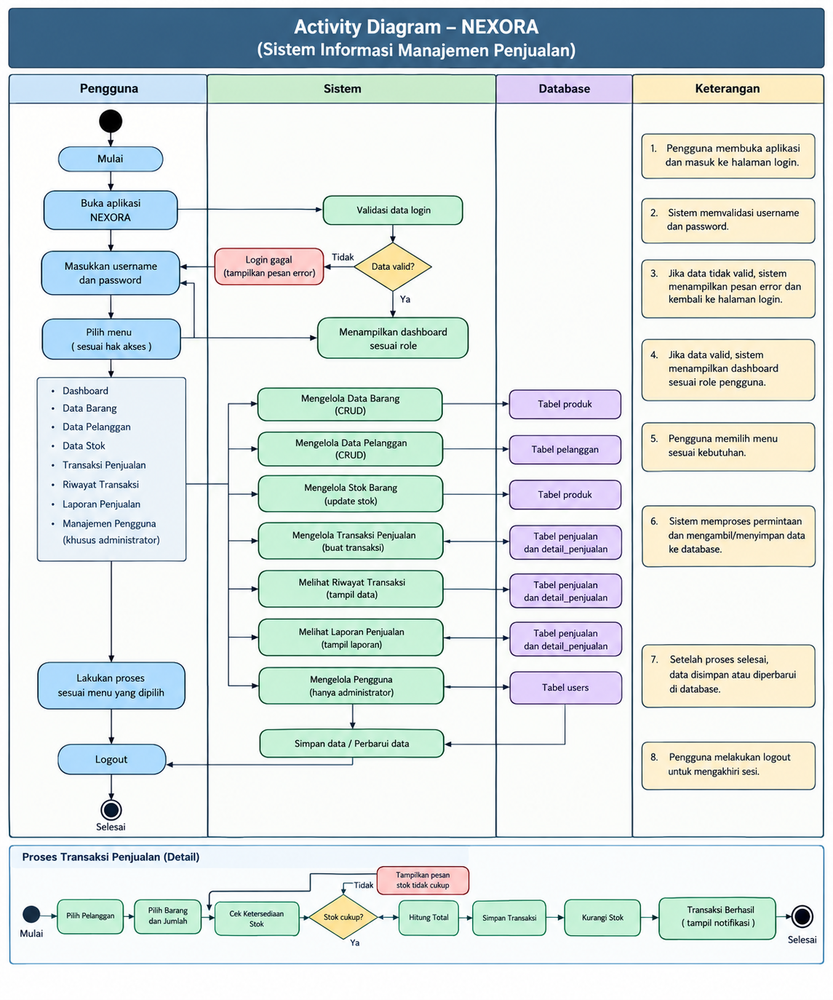 Activity Diagram – NEXORA
(Sistem Informasi Manajemen Penjualan)
Pengguna
Mulai
Buka aplikasi
NEXORA
Masukkan username
dan password
Pilih menu
( sesuai hak akses )
• Dashboard
• Data Barang
• Data Pelanggan
• Data Stok
• Transaksi Penjualan
• Riwayat Transaksi
• Laporan Penjualan
• Manajemen Pengguna
(khusus administrator)
Lakukan proses
sesuai menu yang dipilih
Logout
Selesai
Sistem
Validasi data login
Login gagal
(tampilkan pesan error)
Tidak
Data valid?
Ya
Menampilkan dashboard
sesuai role
Mengelola Data Barang
(CRUD)
Mengelola Data Pelanggan
(CRUD)
Mengelola Stok Barang
(update stok)
Mengelola Transaksi Penjualan
(buat transaksi)
Melihat Riwayat Transaksi
(tampil data)
Melihat Laporan Penjualan
(tampil laporan)
Mengelola Pengguna
(hanya administrator)
Simpan data / Perbarui data
Database
Tabel produk
Tabel pelanggan
Tabel produk
Tabel penjualan
dan detail_penjualan
Tabel penjualan
dan detail_penjualan
Tabel penjualan
dan detail_penjualan
Tabel users
Keterangan
1. Pengguna membuka aplikasi
dan masuk ke halaman login.
2. Sistem memvalidasi username
dan password.
3. Jika data tidak valid, sistem
menampilkan pesan error dan
kembali ke halaman login.
4. Jika data valid, sistem
menampilkan dashboard
sesuai role pengguna.
5. Pengguna memilih menu
sesuai kebutuhan.
6. Sistem memproses permintaan
dan mengambil/menyimpan data
ke database.
7. Setelah proses selesai,
data disimpan atau diperbarui
di database.
8. Pengguna melakukan logout
untuk mengakhiri sesi.
Proses Transaksi Penjualan (Detail)
Mulai
Pilih Pelanggan
Pilih Barang
dan Jumlah
Cek Ketersediaan
Stok
Stok cukup?
Tidak
Tampilkan pesan
stok tidak cukup
Ya
Hitung Total
Simpan Transaksi
Kurangi Stok
Transaksi Berhasil
( tampil notifikasi )
Selesai